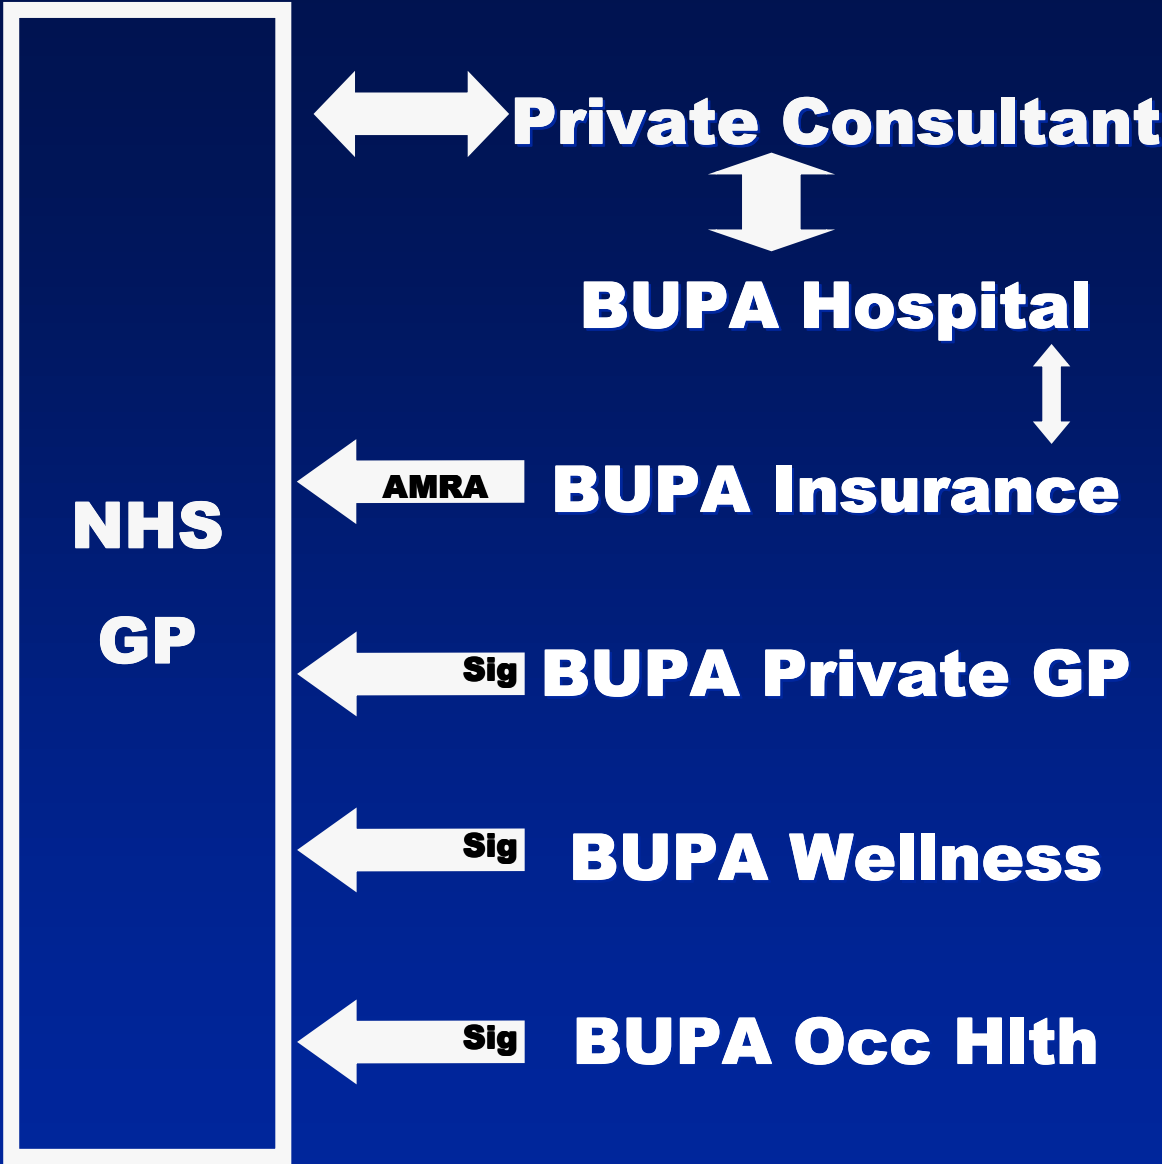 Private Consultant
BUPA Hospital
AMRA
BUPA Insurance
NHS
GP
Sig
BUPA Private GP
Sig
BUPA Wellness
Sig
BUPA Occ Hlth